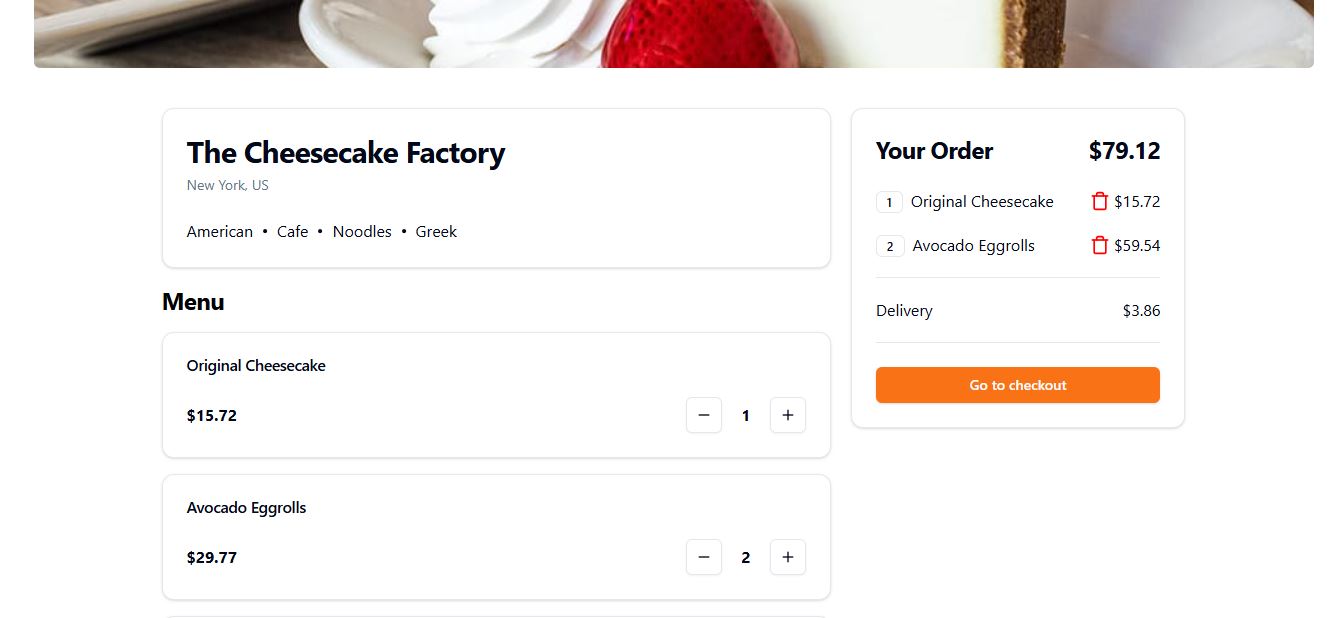 The Cheesecake Factory
New York, US
American • Cafe • Noodles • Greek
Menu
Original Cheesecake
$15.72
− 1 +
Avocado Eggrolls
$29.77
− 2 +
Your Order $79.12
1 Original Cheesecake $15.72
2 Avocado Eggrolls $59.54
Delivery $3.86
Go to checkout